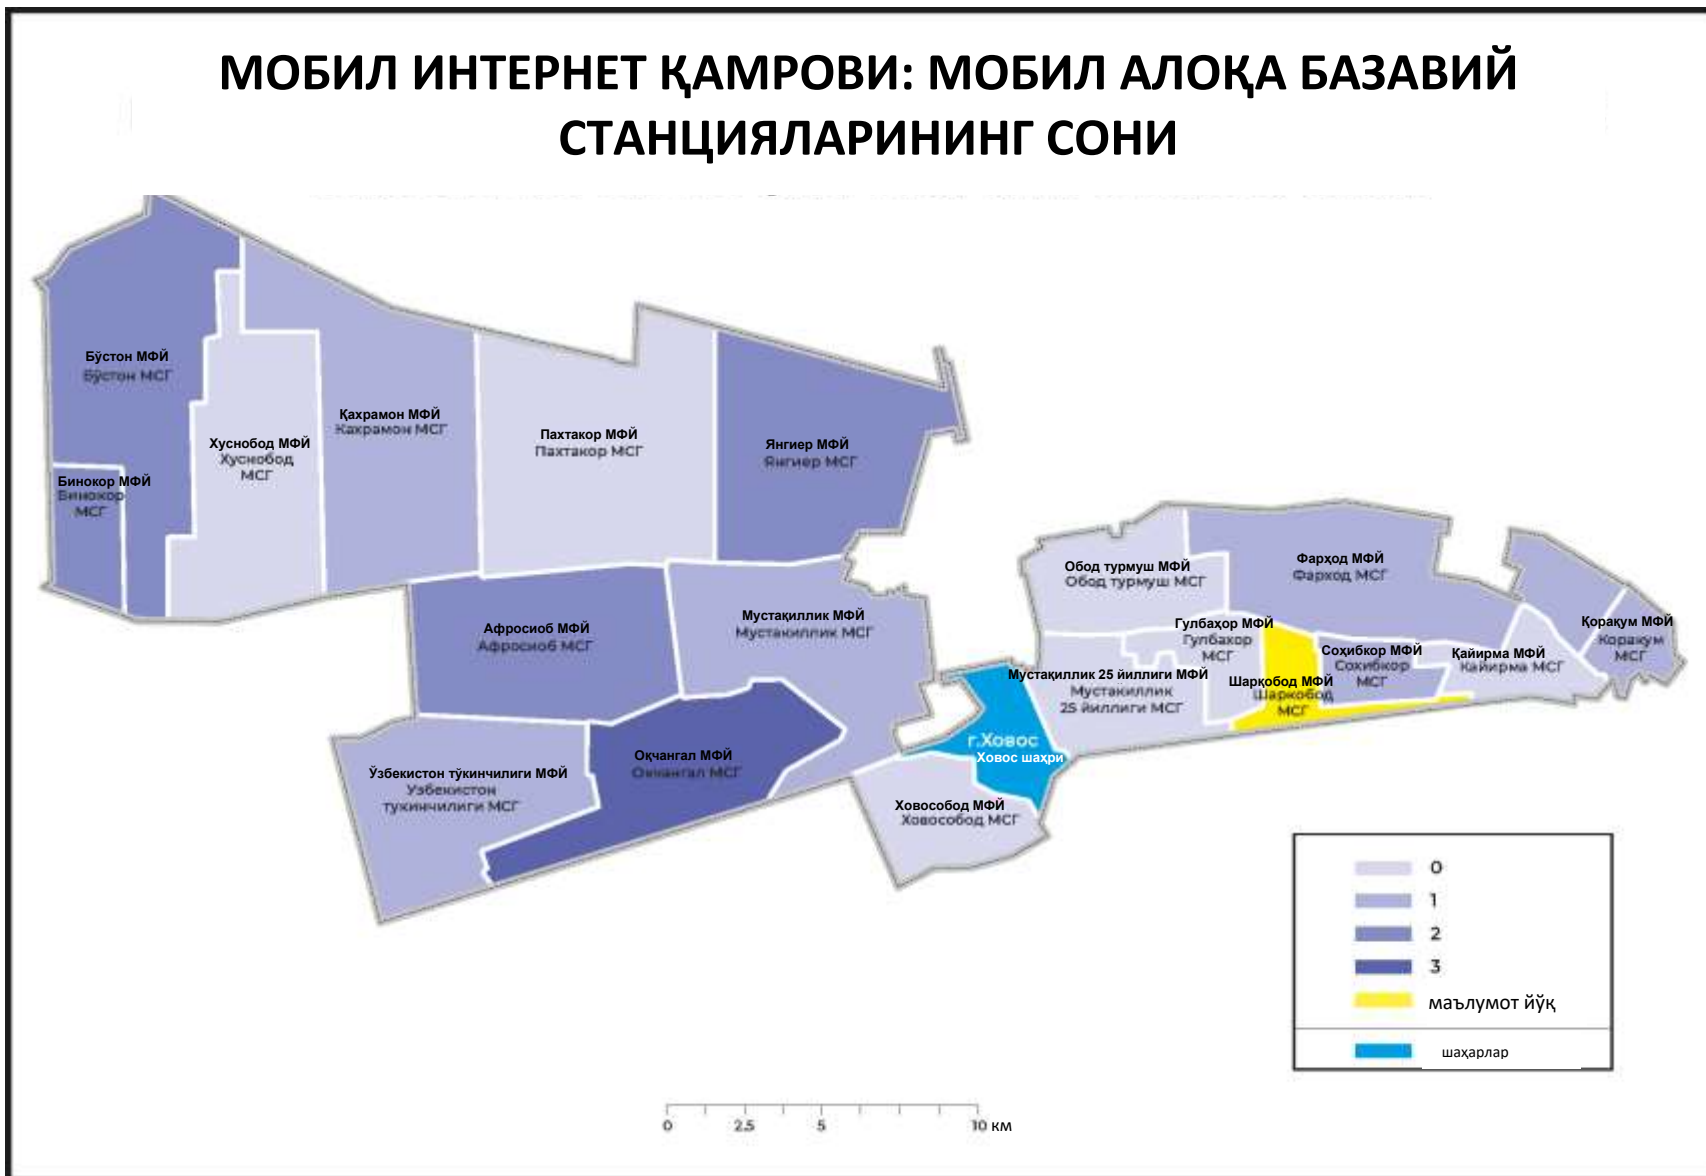 МОБИЛ ИНТЕРНЕТ ҚАМРОВИ: МОБИЛ АЛОҚА БАЗАВИЙ
СТАНЦИЯЛАРИНИНГ СОНИ
Бўстон МФЙ
Бўстон МСГ
Бинокор МФЙ
Бинокор
МСГ
Хуснобод МФЙ
Хуснобод
МСГ
Қахрамон МФЙ
Кахрамон МСГ
Пахтакор МФЙ
Пахтакор МСГ
Янгиер МФЙ
Янгиер МСГ
Афросиоб МФЙ
Афросиоб МСГ
Мустақиллик МФЙ
Мустакиллик МСГ
Ўзбекистон тўкинчилиги МФЙ
Узбекистон
тукинчилиги МСГ
Оқчангал МФЙ
Окчангал МСГ
Обод турмуш МФЙ
Обод турмуш МСГ
Фарҳод МФЙ
Фарход МСГ
Гулбаҳор МФЙ
Гулбахор
МСГ
Қорақум МФЙ
Коракум
МСГ
Соҳибкор МФЙ
Сохибкор
МСГ
Қайирма МФЙ
Кайирма МСГ
Мустақиллик 25 йиллиги МФЙ
Мустакиллик
25 йиллиги МСГ
Шарқобод МФЙ
Шаркобод
МСГ
г.Ховос
Ховос шаҳри
Ховособод МФЙ
Ховособод МСГ
0
1
2
3
маълумот йўқ
шаҳарлар
0 2.5 5 10 км